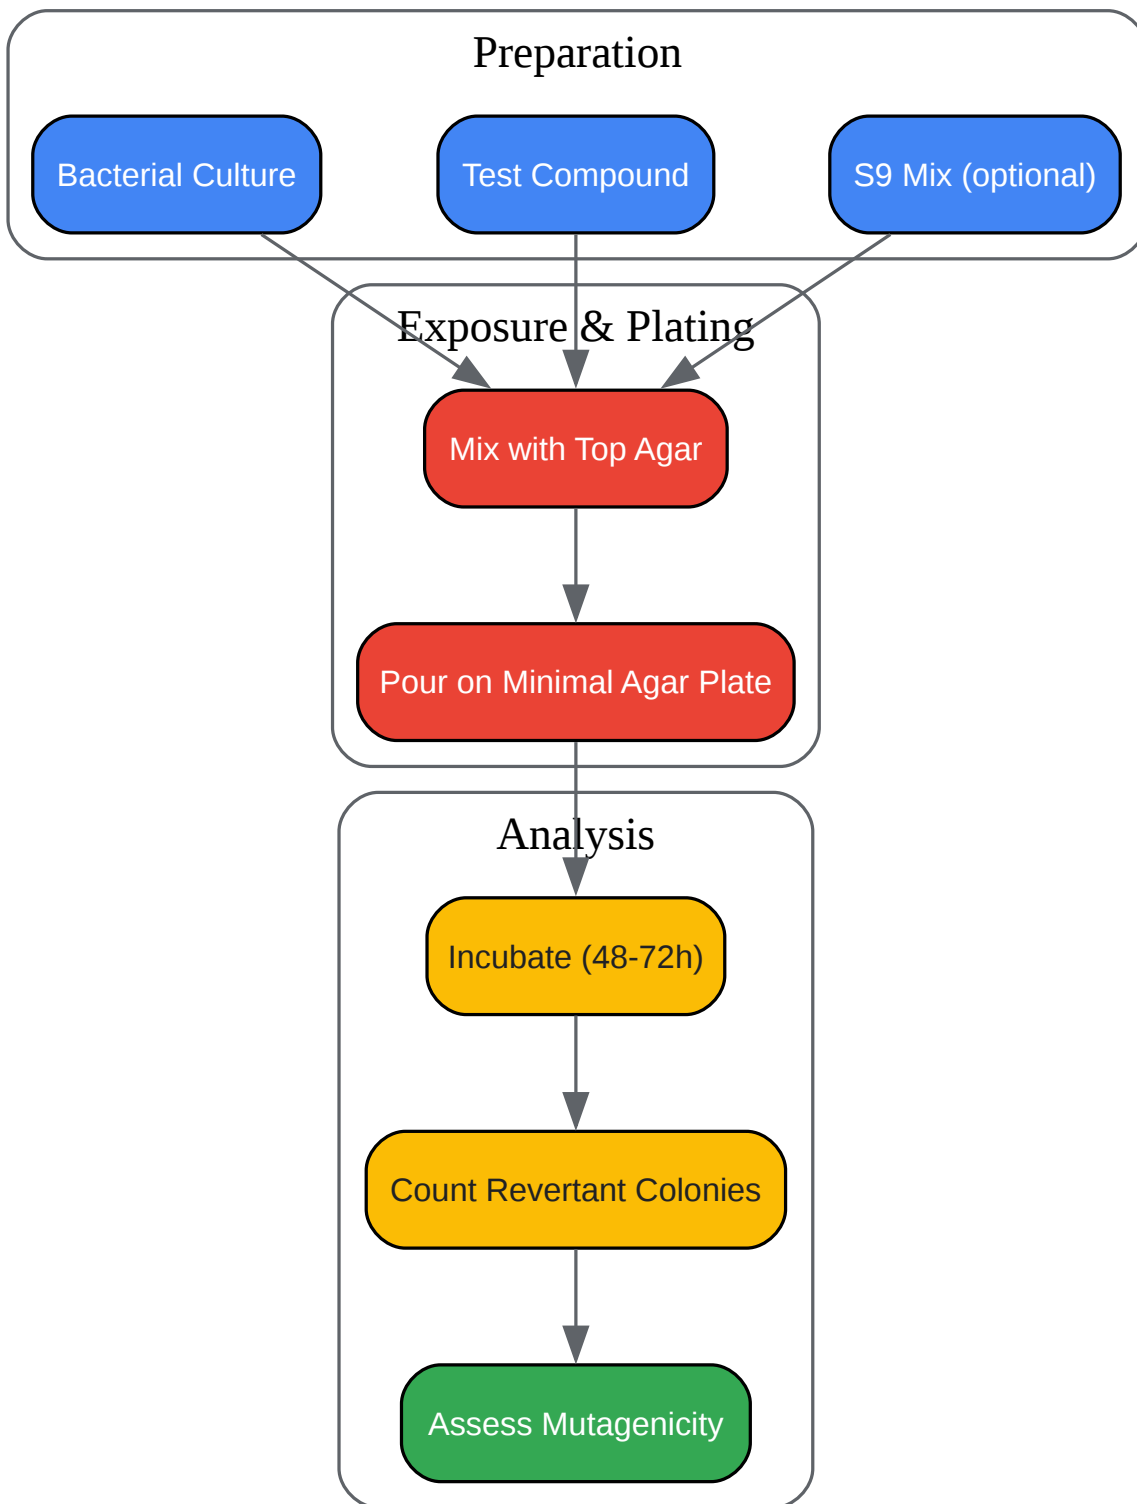 Preparation
Bacterial Culture
Test Compound
S9 Mix (optional)
Exposure & Plating
Mix with Top Agar
Pour on Minimal Agar Plate
Analysis
Incubate (48-72h)
Count Revertant Colonies
Assess Mutagenicity